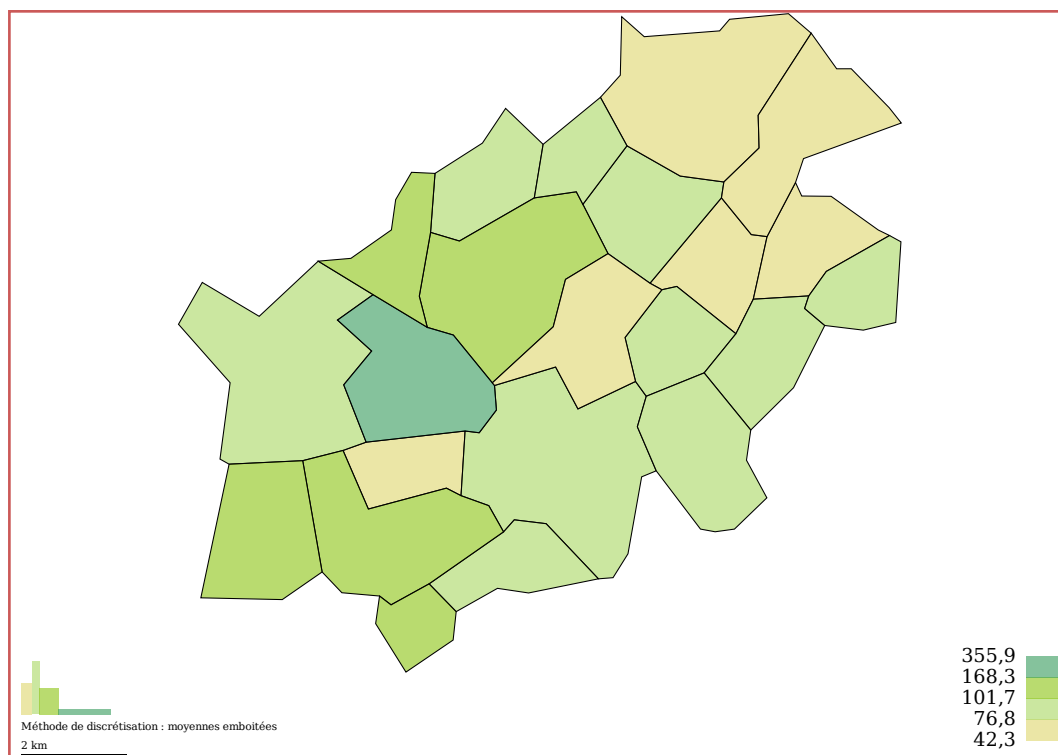 355,9
168,3
101,7
76,8
42,3
Méthode de discrétisation : moyennes emboitées
2 km